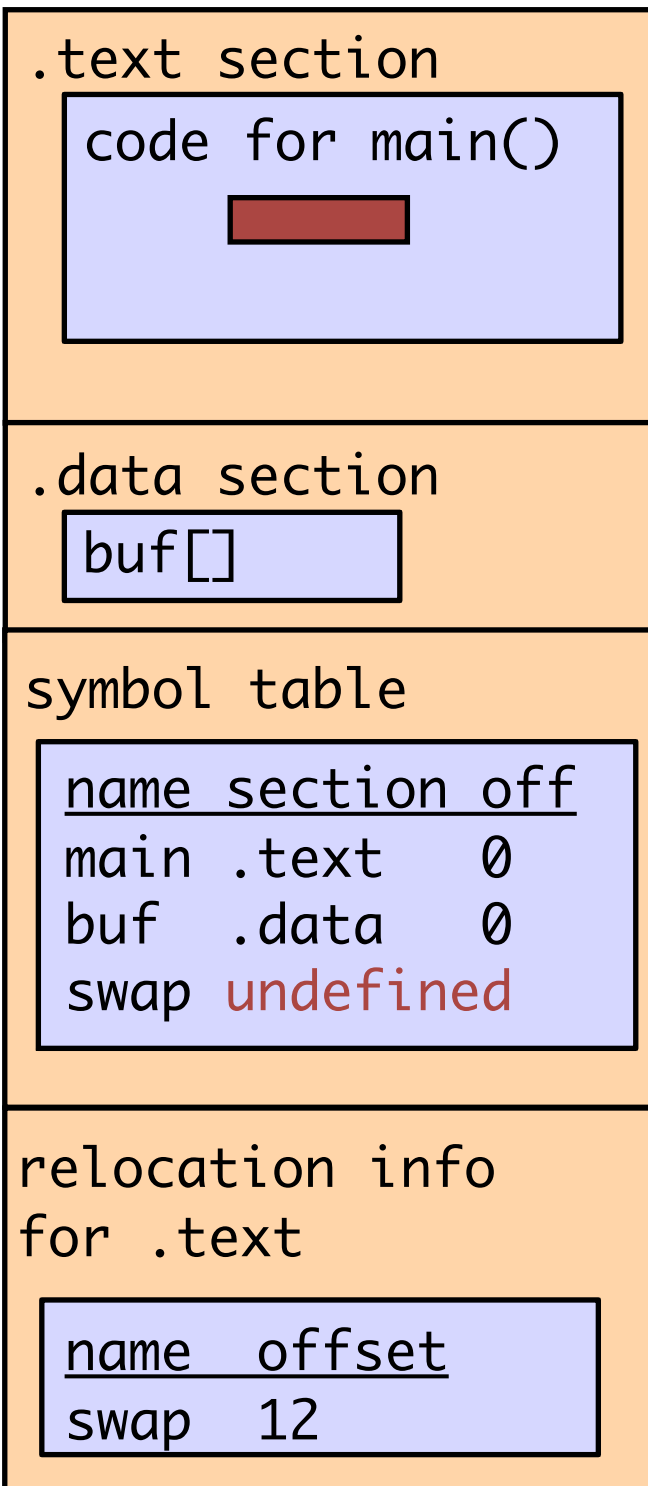 .text section
code for main()
.data section
buf[]
symbol table
name section off
main .text 0
buf .data 0
swap undefined
relocation info
for .text
name offset
swap 12